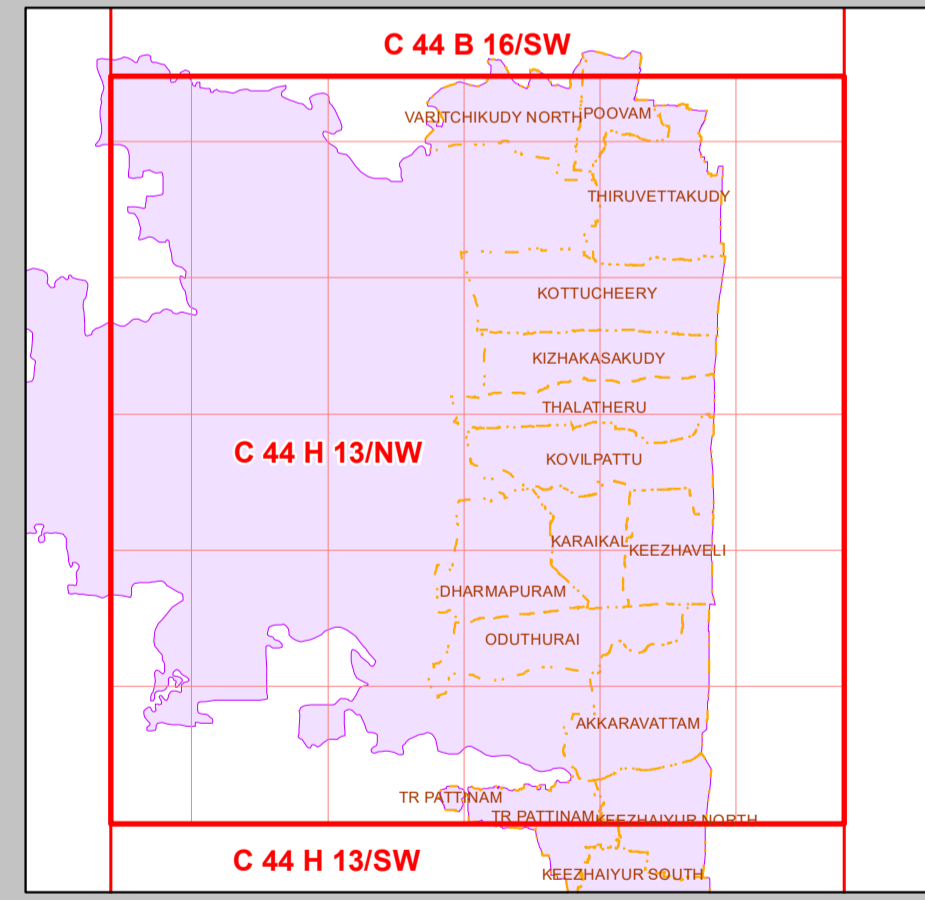 C 44 B 16/SW
VARITCHIKUDY NORTH
POOVAM
THIRUVETTAKUDY
KOTTUCHEERY
KIZHAKASAKUDY
THALATHERU
C 44 H 13/NW
KOVILPATTU
KARAIKAL
KEEZHAVELI
DHARMAPURAM
ODUTHURAI
AKKARAVATTAM
TR PATTINAM
TR PATTINAM
KEEZHAIYUR NORTH
C 44 H 13/SW
KEEZHAIYUR SOUTH